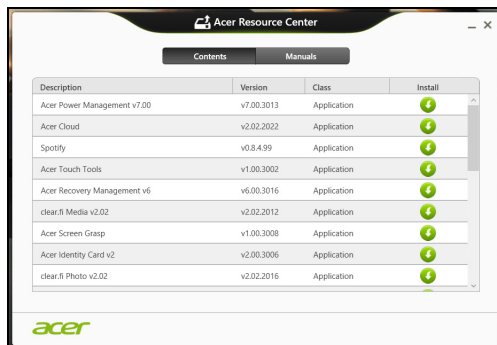 Acer Resource Center
Contents Manuals
Description Version Class Install
Acer Power Management v7.00 v7.00.3013 Application
Acer Cloud v2.02.2022 Application
Spotify v0.8.4.99 Application
Acer Touch Tools v1.00.3002 Application
Acer Recovery Management v6 v6.00.3016 Application
clear.fi Media v2.02 v2.02.2012 Application
Acer Screen Grasp v1.00.3008 Application
Acer Identity Card v2 v2.00.3006 Application
clear.fi Photo v2.02 v2.02.2016 Application
acer